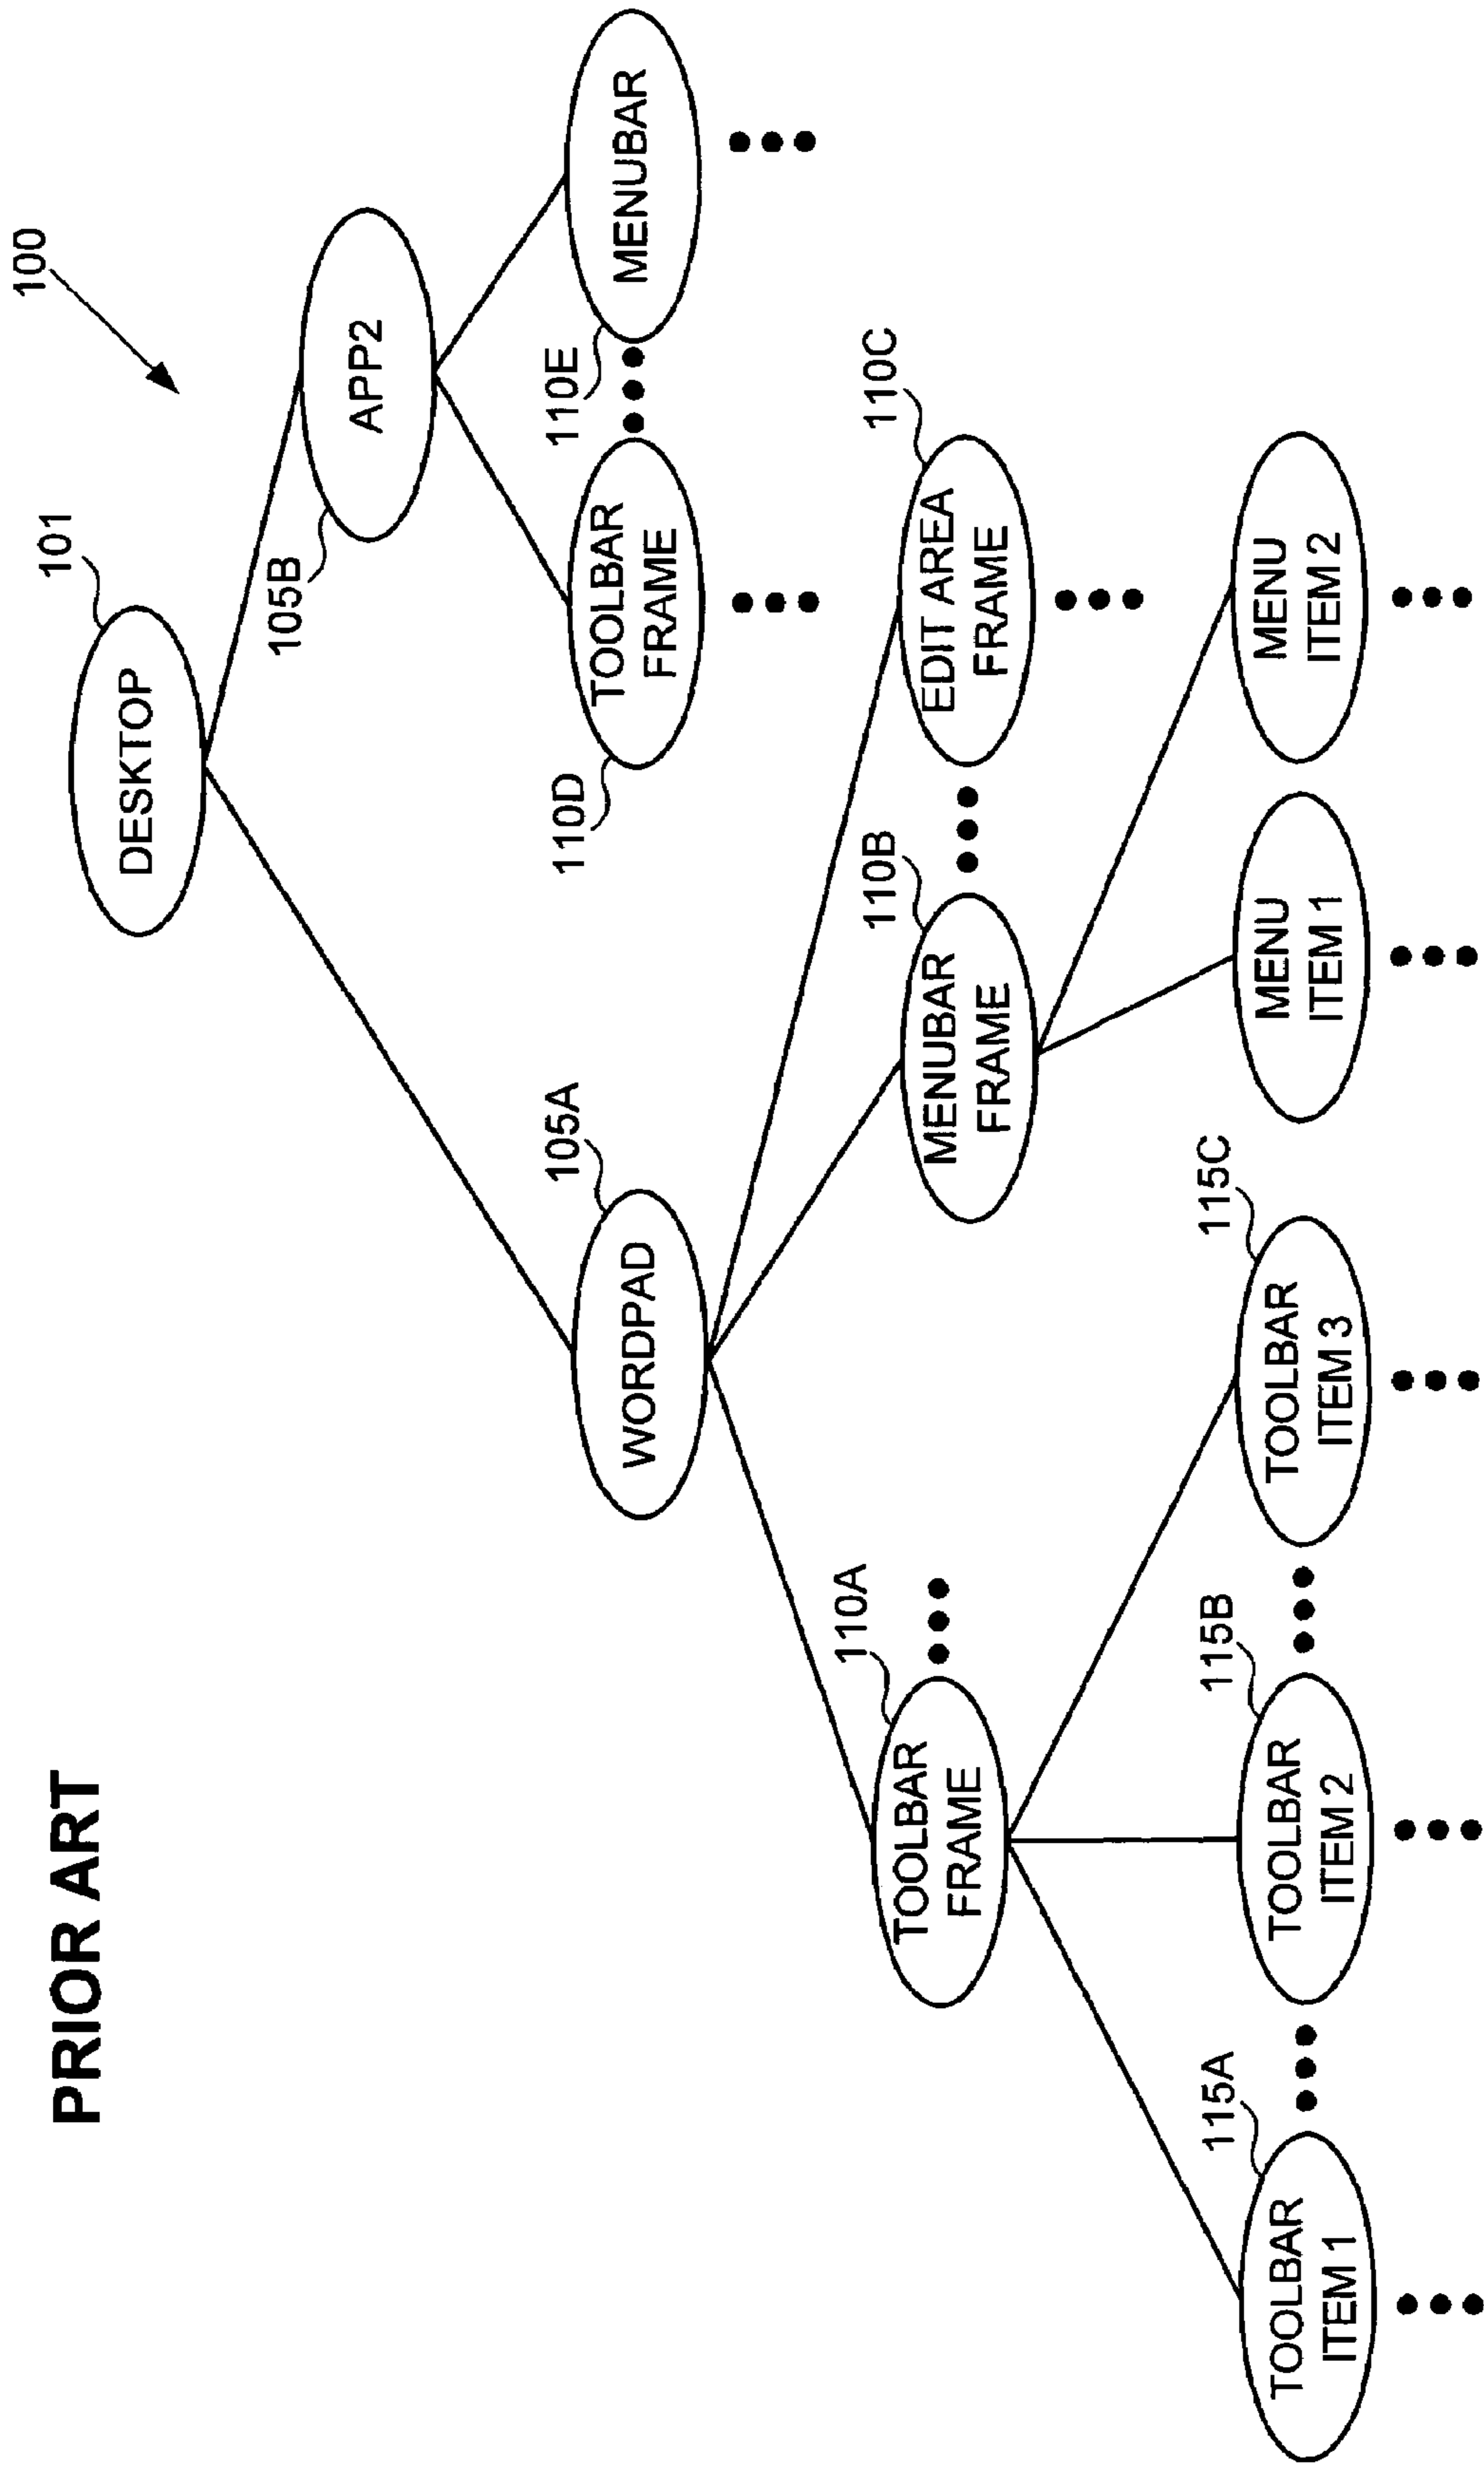 PRIOR ART
100
101
DESKTOP
105B
APP2
105A
WORDPAD
110D
TOOLBAR
FRAME
110E
MENUBAR
110A
TOOLBAR
FRAME
110B
MENUBAR
FRAME
110C
EDIT AREA
FRAME
115A
TOOLBAR
ITEM 1
115B
TOOLBAR
ITEM 2
115C
TOOLBAR
ITEM 3
MENU
ITEM 1
MENU
ITEM 2